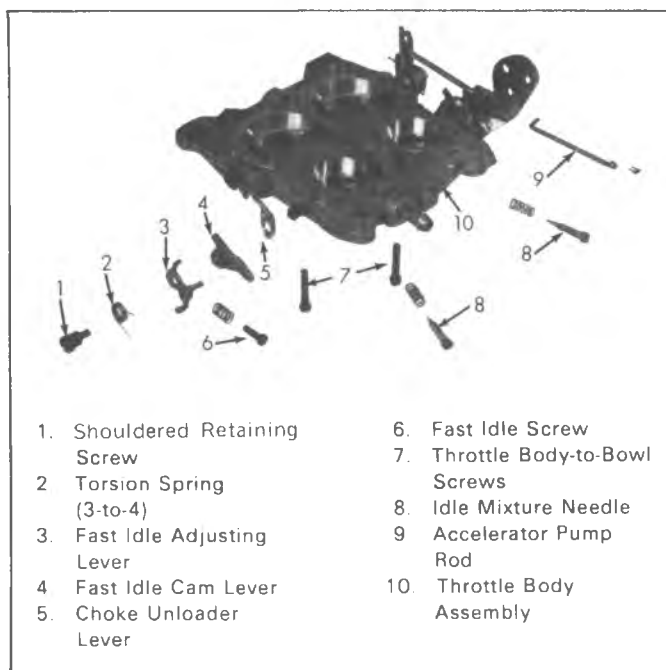 4
3
2
1
5
6
7
8
8
9
10
1. Shouldered Retaining
Screw
2. Torsion Spring
(3-to-4)
3. Fast Idle Adjusting
Lever
4. Fast Idle Cam Lever
5. Choke Unloader
Lever
6. Fast Idle Screw
7. Throttle Body-to-Bowl
Screws
8. Idle Mixture Needle
9 Accelerator Pump
Rod
10. Throttle Body
Assembly